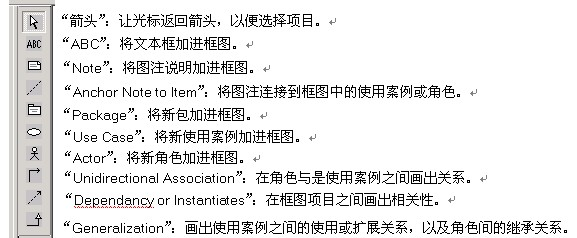 “箭头”：让光标返回箭头，以便选择项目。
ABC “ABC”：将文本框加进框图。
“Note”：将图注说明加进框图。
“Anchor Note to Item”：将图注连接到框图中的使用案例或角色。
“Package”：将新包加进框图。
“Use Case”：将新使用案例加进框图。
“Actor”：将新角色加进框图。
“Unidirectional Association”：在角色与是使用案例之间画出关系。
“Dependancy or Instantiates”：在框图项目之间画出相关性。
“Generalization”：画出使用案例之间的使用或扩展关系，以及角色间的继承关系。